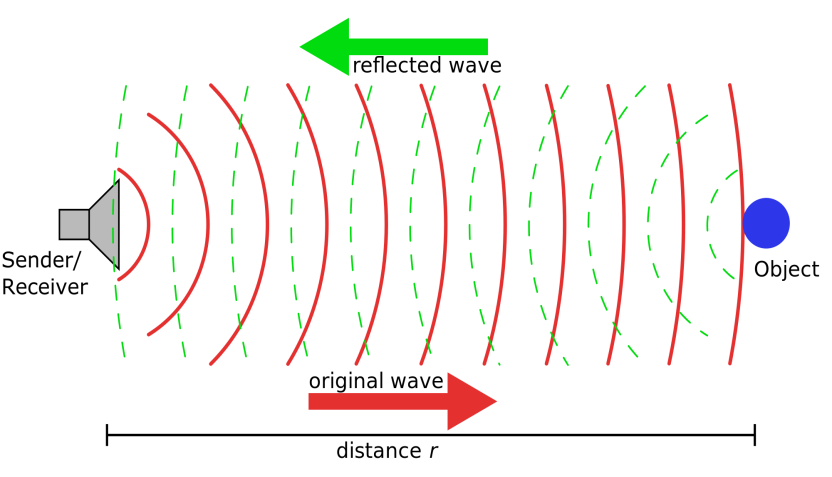 reflected wave
Sender/
Receiver
Object
original wave
distance r